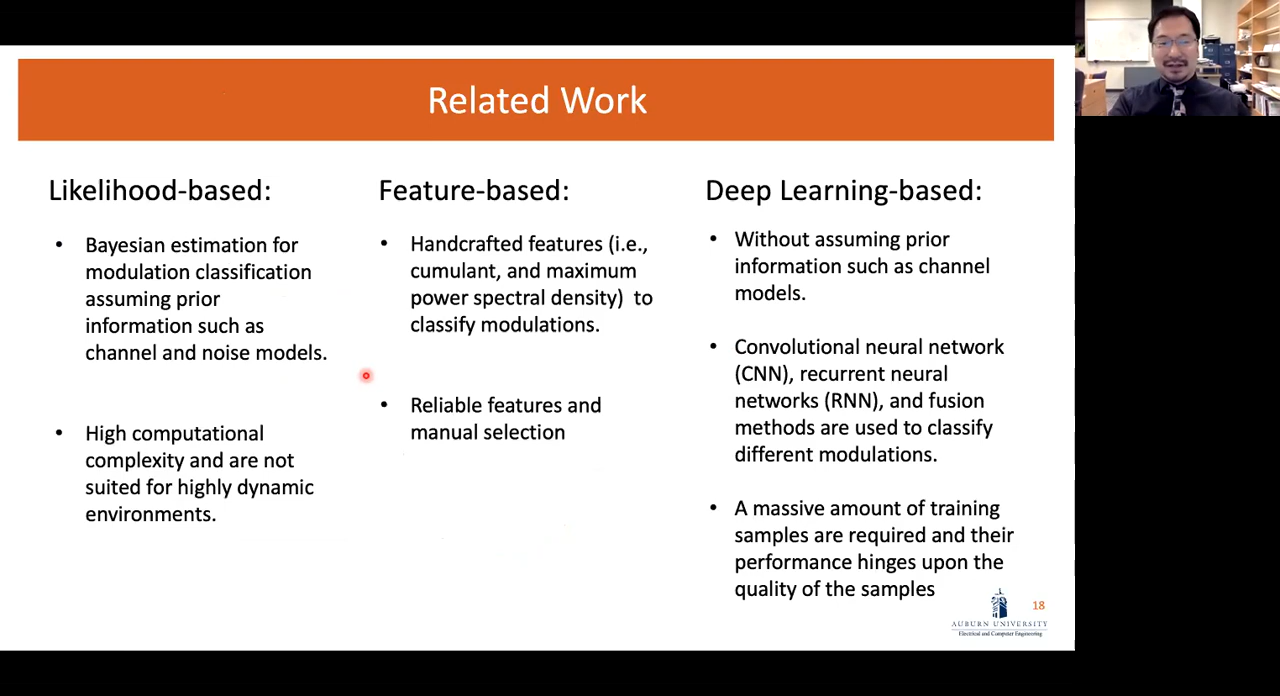 Related Work
Likelihood-based:
• Bayesian estimation for
modulation classification
assuming prior
information such as
channel and noise models.
• High computational
complexity and are not
suited for highly dynamic
environments.
Feature-based:
• Handcrafted features (i.e.,
cumulant, and maximum
power spectral density) to
classify modulations.
• Reliable features and
manual selection
Deep Learning-based:
• Without assuming prior
information such as channel
models.
• Convolutional neural network
(CNN), recurrent neural
networks (RNN), and fusion
methods are used to classify
different modulations.
• A massive amount of training
samples are required and their
performance hinges upon the
quality of the samples
18
AUBURN UNIVERSITY
Electrical and Computer Engineering